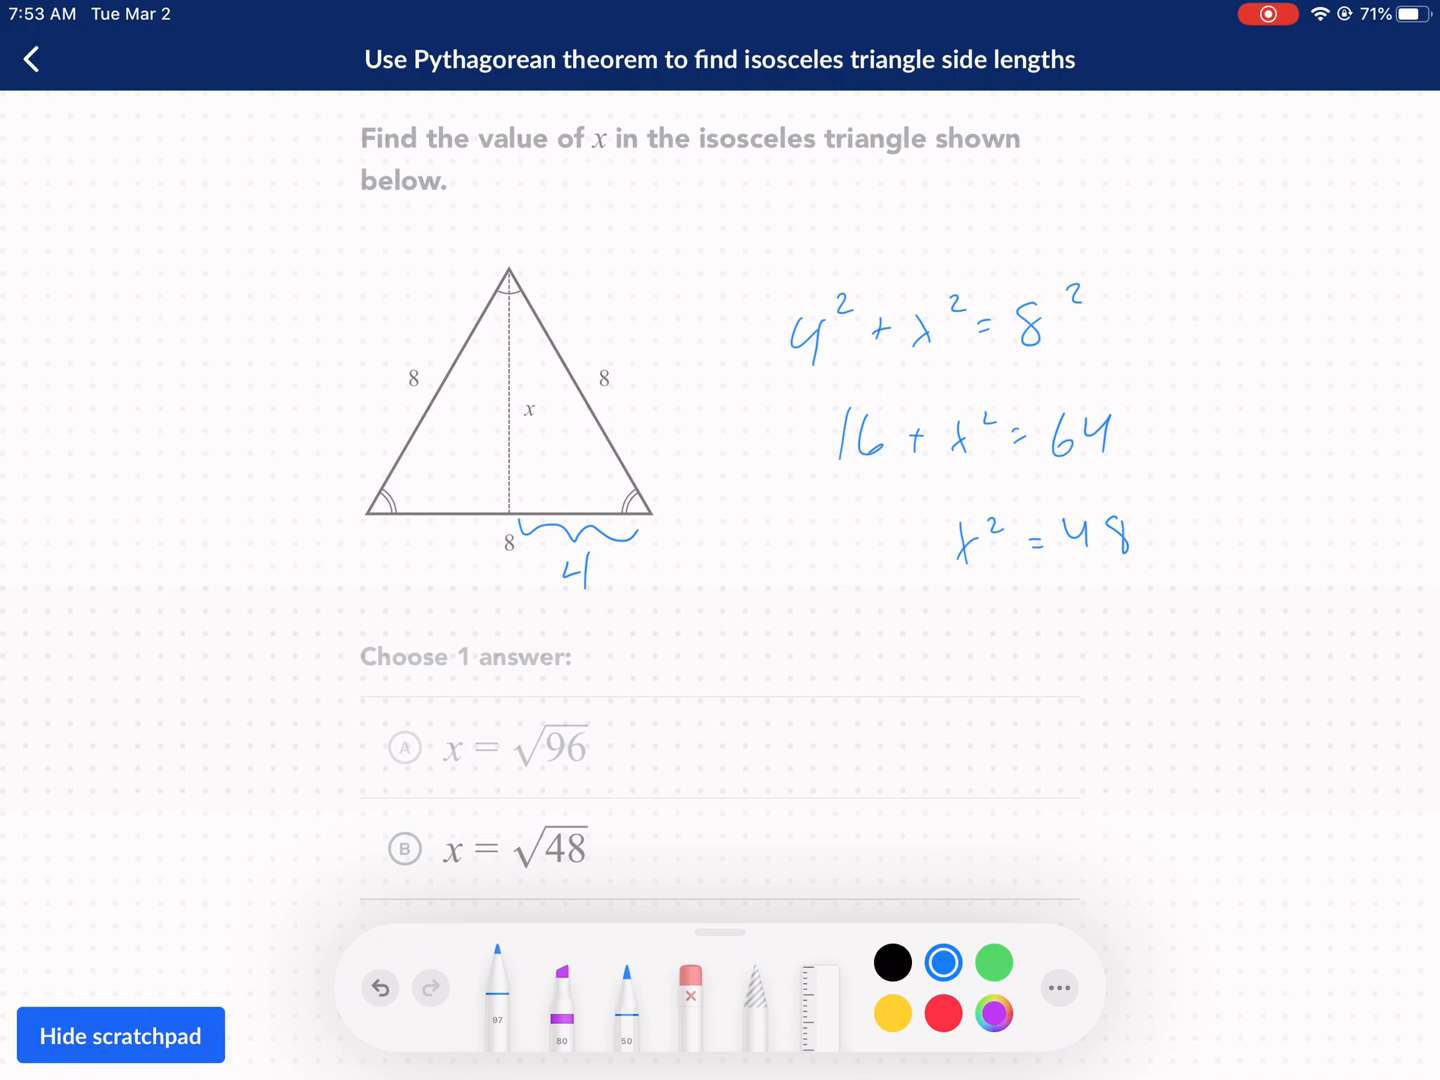 7:53 AM Tue Mar 2
71%
Use Pythagorean theorem to find isosceles triangle side lengths
Find the value of x in the isosceles triangle shown
below.
4² + x² = 8²
8
8
x
16 + x² = 64
x² = 48
8
4
Choose 1 answer:
A x = √96
B x = √48
97
80
50
Hide scratchpad